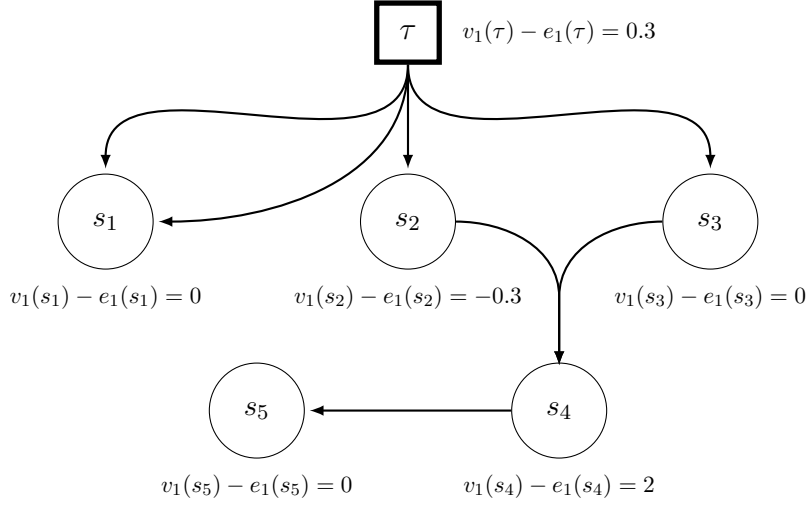 τ
v₁(τ) − e₁(τ) = 0.3
s₁
s₂
s₃
v₁(s₁) − e₁(s₁) = 0
v₁(s₂) − e₁(s₂) = −0.3
v₁(s₃) − e₁(s₃) = 0
s₅
s₄
v₁(s₅) − e₁(s₅) = 0
v₁(s₄) − e₁(s₄) = 2